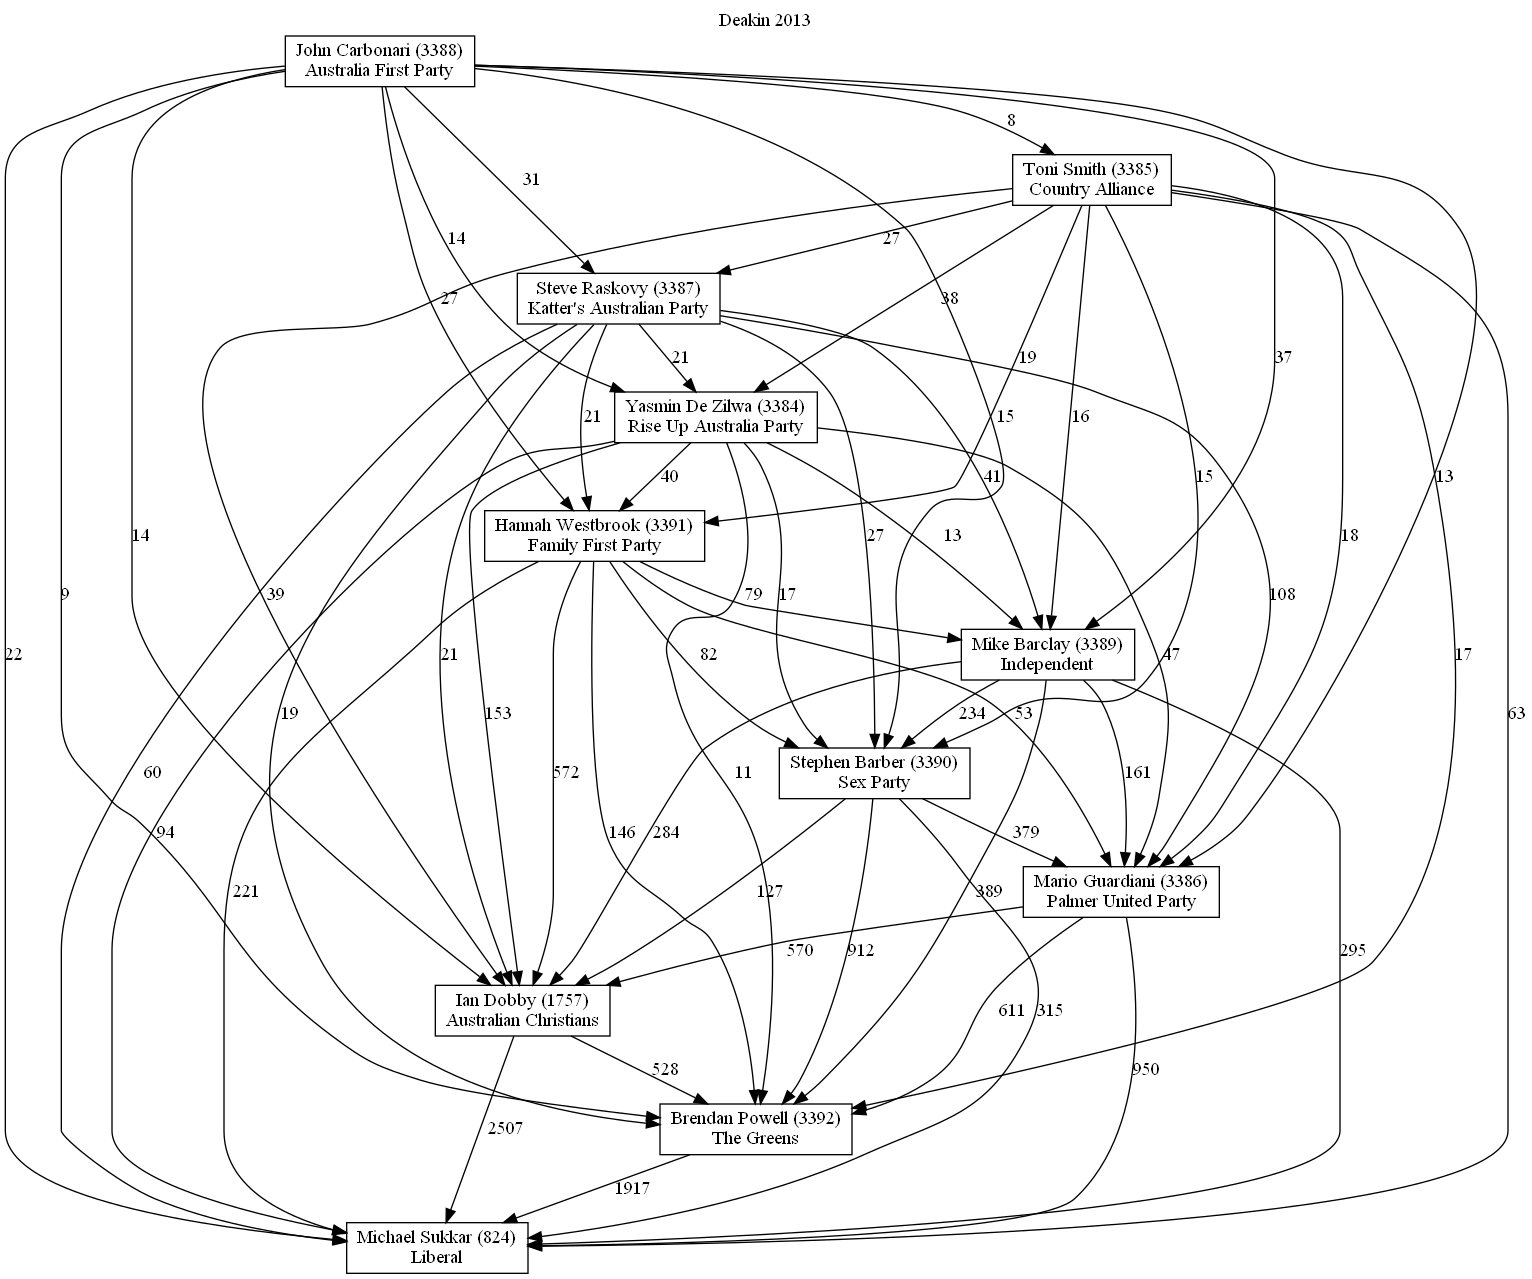 Deakin 2013
John Carbonari (3388)
Australia First Party
8
Toni Smith (3385)
Country Alliance
31
14
27
27
38
Steve Raskovy (3387)
Katter's Australian Party
21
19
37
Yasmin De Zilwa (3384)
Rise Up Australia Party
21
15
16
40
41
15
13
Hannah Westbrook (3391)
Family First Party
14
27
13
18
9
39
79
17
108
Mike Barclay (3389)
Independent
22
21
82
47
17
19
153
234
53
63
Stephen Barber (3390)
Sex Party
60
572
11
161
94
146
284
379
221
127
389
Mario Guardiani (3386)
Palmer United Party
570
912
295
Ian Dobby (1757)
Australian Christians
611
315
528
950
Brendan Powell (3392)
The Greens
2507
1917
Michael Sukkar (824)
Liberal